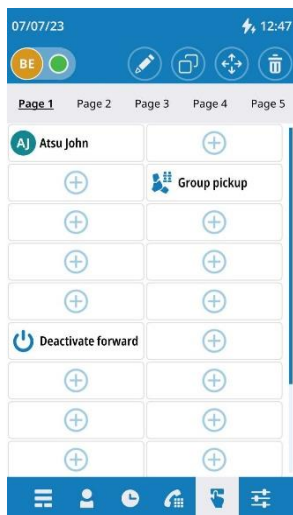 07/07/23 12:47
BE
Page 1 Page 2 Page 3 Page 4 Page 5
AJ Atsu John
Group pickup
Deactivate forward